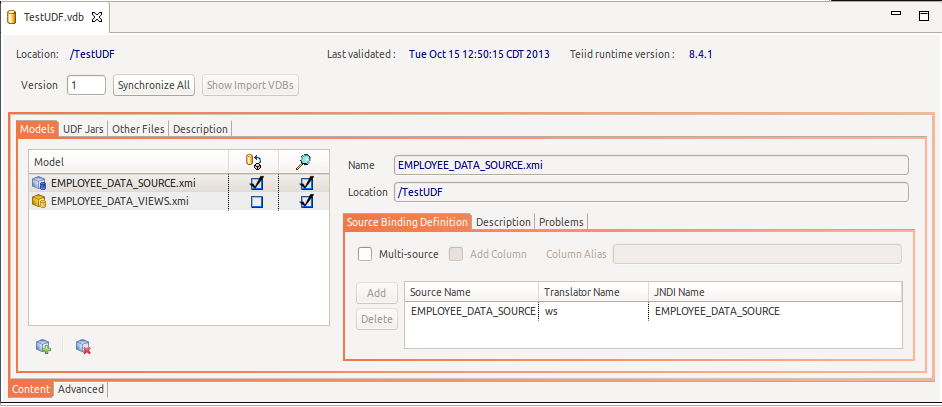 TestUDF.vdb
Location: /TestUDF Last validated : Tue Oct 15 12:50:15 CDT 2013 Teiid runtime version : 8.4.1
Version 1 Synchronize All Show Import VDBs
Models UDF Jars Other Files Description
Model
EMPLOYEE_DATA_SOURCE.xmi
EMPLOYEE_DATA_VIEWS.xmi
Name EMPLOYEE_DATA_SOURCE.xmi
Location /TestUDF
Source Binding Definition Description Problems
Multi-source Add Column Column Alias
Add
Delete
Source Name Translator Name JNDI Name
EMPLOYEE_DATA_SOURCE ws EMPLOYEE_DATA_SOURCE
Content Advanced